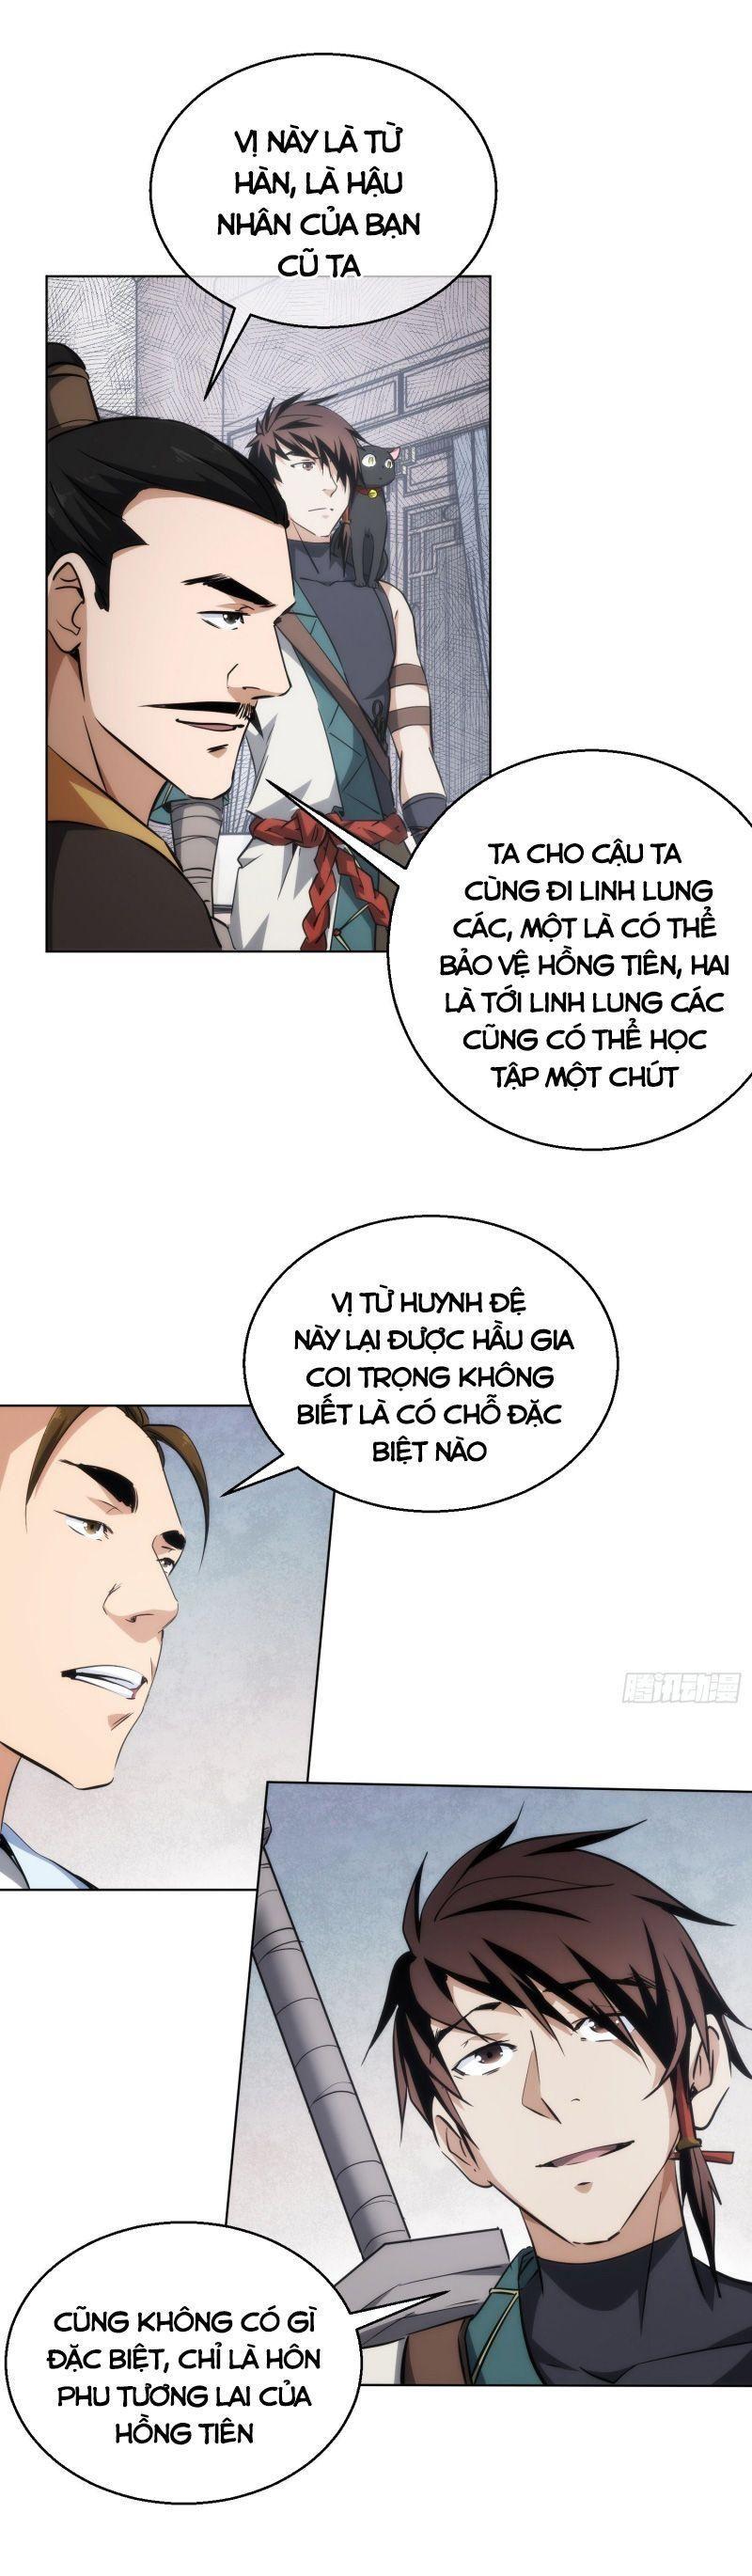 VỊ NÀY LÀ TỪ
HÀN, LÀ HẬU
NHÂN CỦA BẠN
CŨ TA
TA CHO CẬU TA
CÙNG ĐI LINH LUNG
CÁC, MỘT LÀ CÓ THỂ
BẢO VỆ HỒNG TIÊN, HAI
LÀ TỚI LINH LUNG CÁC
CŨNG CÓ THỂ HỌC
TẬP MỘT CHÚT
VỊ TỪ HUYNH ĐỆ
NÀY LẠI ĐƯỢC HẦU GIA
COI TRỌNG KHÔNG
BIẾT LÀ CÓ CHỖ ĐẶC
BIỆT NÀO
腾讯动漫
CŨNG KHÔNG CÓ GÌ
ĐẶC BIỆT, CHỈ LÀ HÔN
PHU TƯƠNG LAI CỦA
HỒNG TIÊN